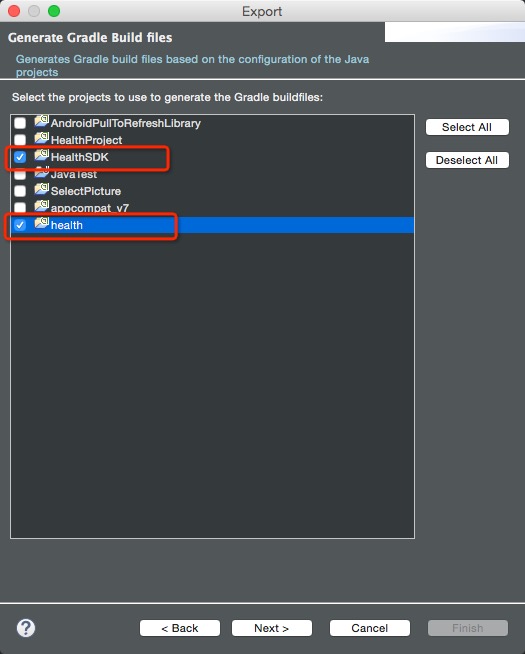 Export
Generate Gradle Build files
Generates Gradle build files based on the configuration of the Java
projects
Select the projects to use to generate the Gradle buildfiles:
AndroidPullToRefreshLibrary
HealthProject
HealthSDK
JavaTest
SelectPicture
appcompat_v7
health
Select All
Deselect All
?
< Back
Next >
Cancel
Finish